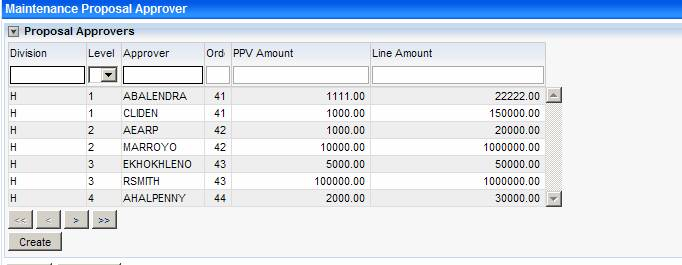 Maintenance Proposal Approver
Proposal Approvers
Division Level Approver Ord PPV Amount Line Amount
H 1 ABALENDRA 41 1111.00 22222.00
H 1 CLIDEN 41 1000.00 150000.00
H 2 AEARP 42 1000.00 20000.00
H 2 MARROYO 42 10000.00 1000000.00
H 3 EKHOKHLENO 43 5000.00 50000.00
H 3 RSMITH 43 100000.00 1000000.00
H 4 AHALPENNY 44 2000.00 30000.00
<< < > >>
Create